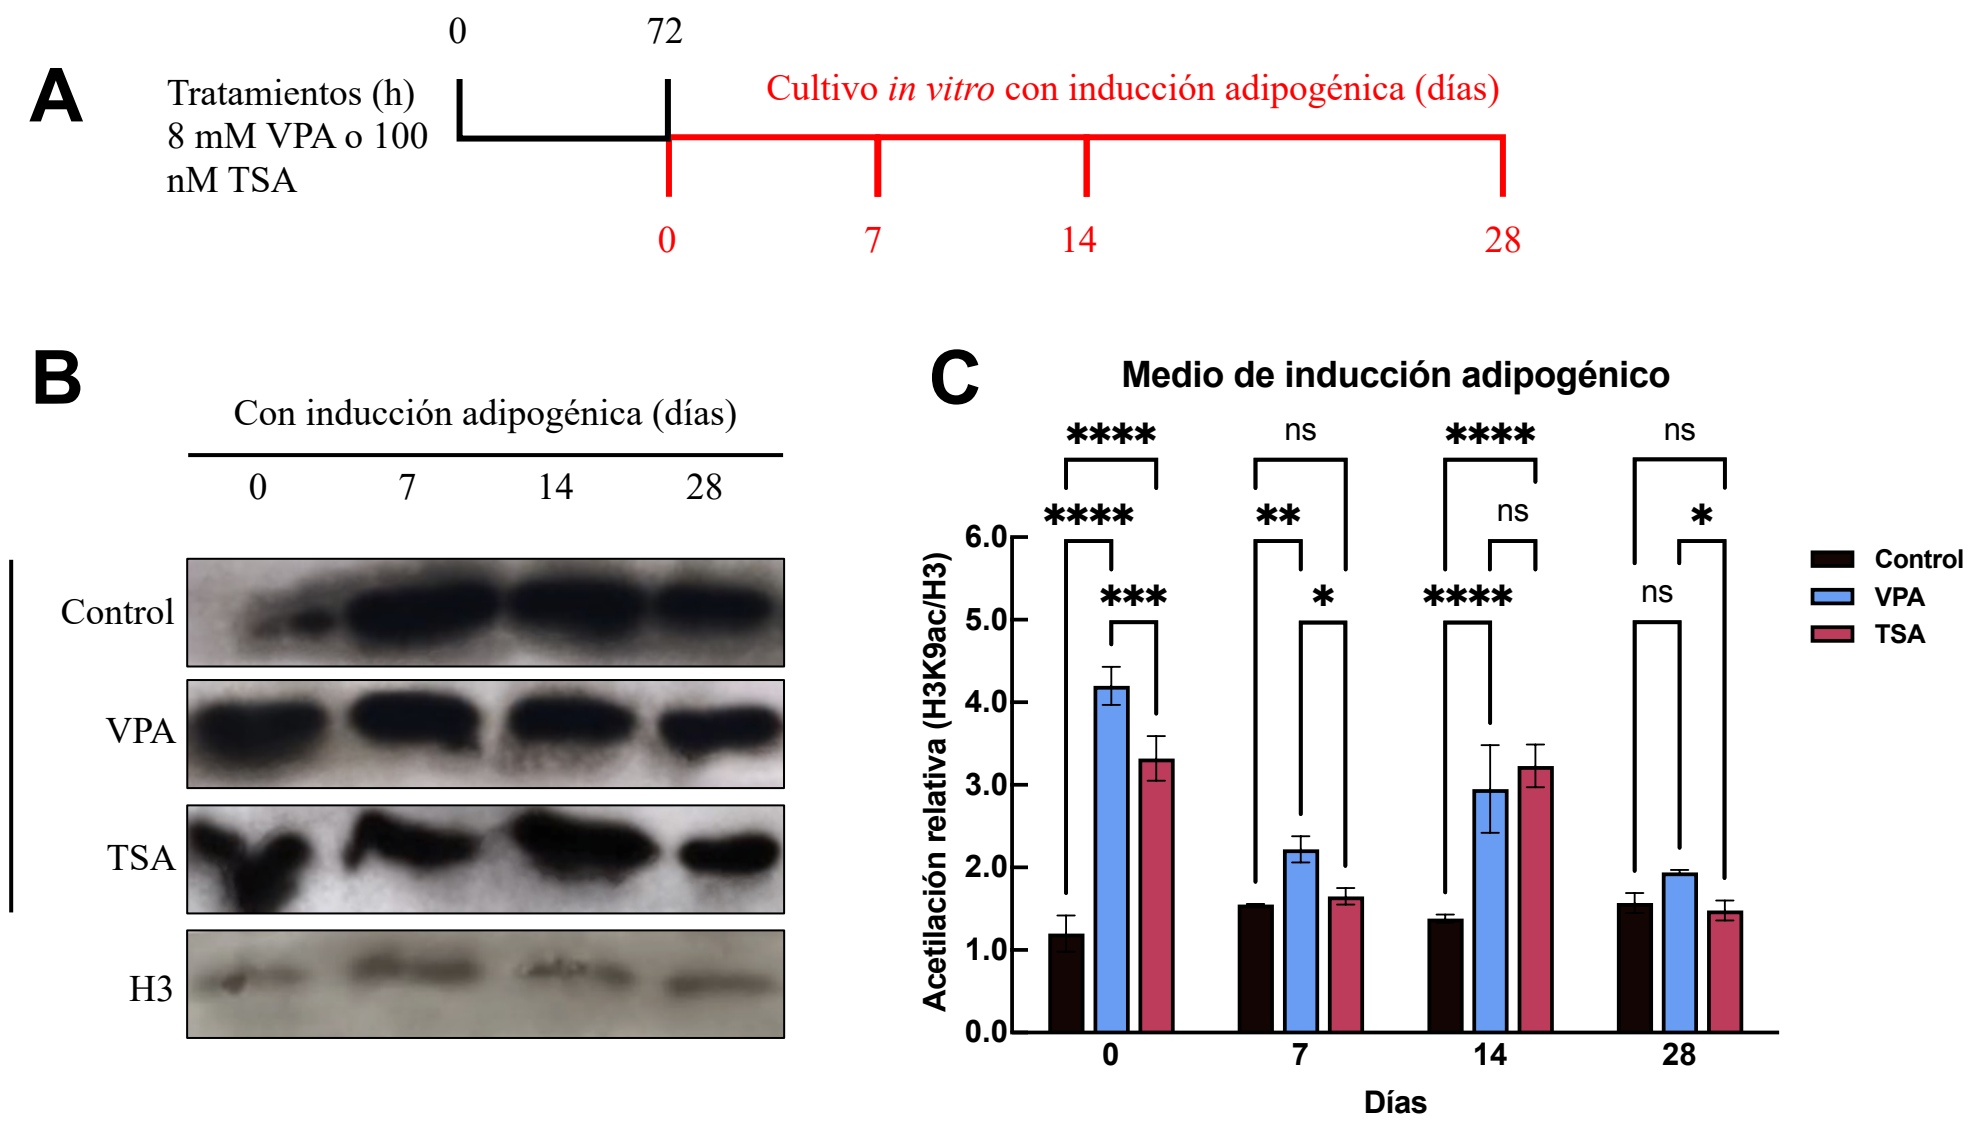 A
0 72
Tratamientos (h)
8 mM VPA o 100
nM TSA
Cultivo in vitro con inducción adipogénica (días)
0 7 14 28
B
Con inducción adipogénica (días)
0 7 14 28
Control
VPA
TSA
H3
C
Medio de inducción adipogénico
**** ns **** ns
**** ** ns *
*** * **** ns
Acetilación relativa (H3K9ac/H3)
6.0
5.0
4.0
3.0
2.0
1.0
0.0
0 7 14 28
Días
Control
VPA
TSA